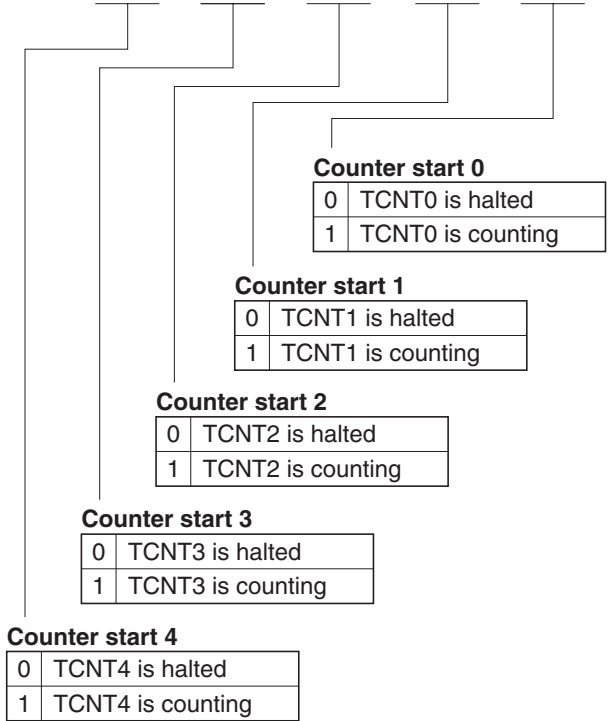 Counter start 0
0 TCNT0 is halted
1 TCNT0 is counting
Counter start 1
0 TCNT1 is halted
1 TCNT1 is counting
Counter start 2
0 TCNT2 is halted
1 TCNT2 is counting
Counter start 3
0 TCNT3 is halted
1 TCNT3 is counting
Counter start 4
0 TCNT4 is halted
1 TCNT4 is counting